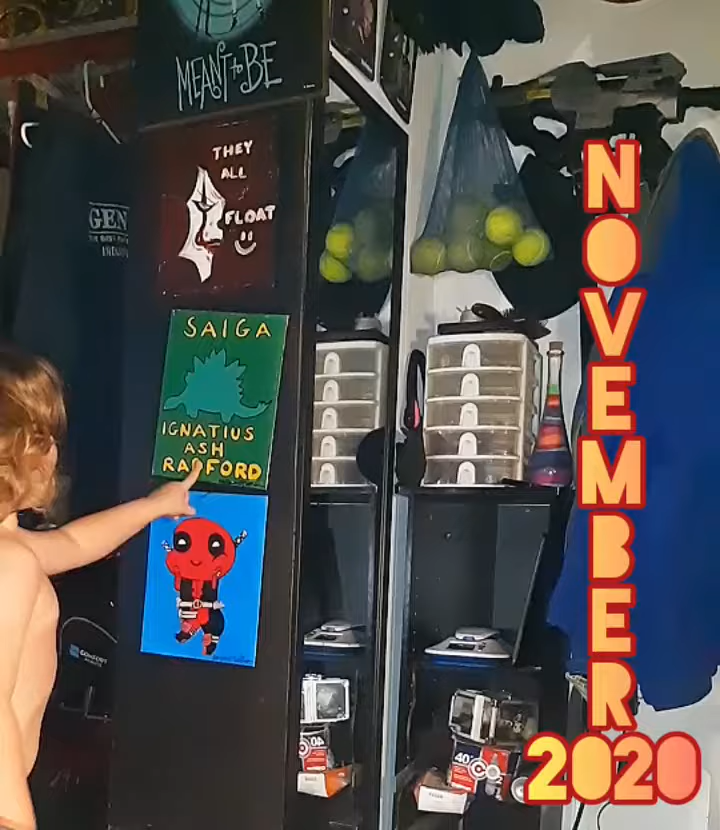 MEANT to BE
THEY
ALL
FLOAT
GEN
SAIGA
IGNATIUS
ASH
RADFORD
NOVEMBER
2020